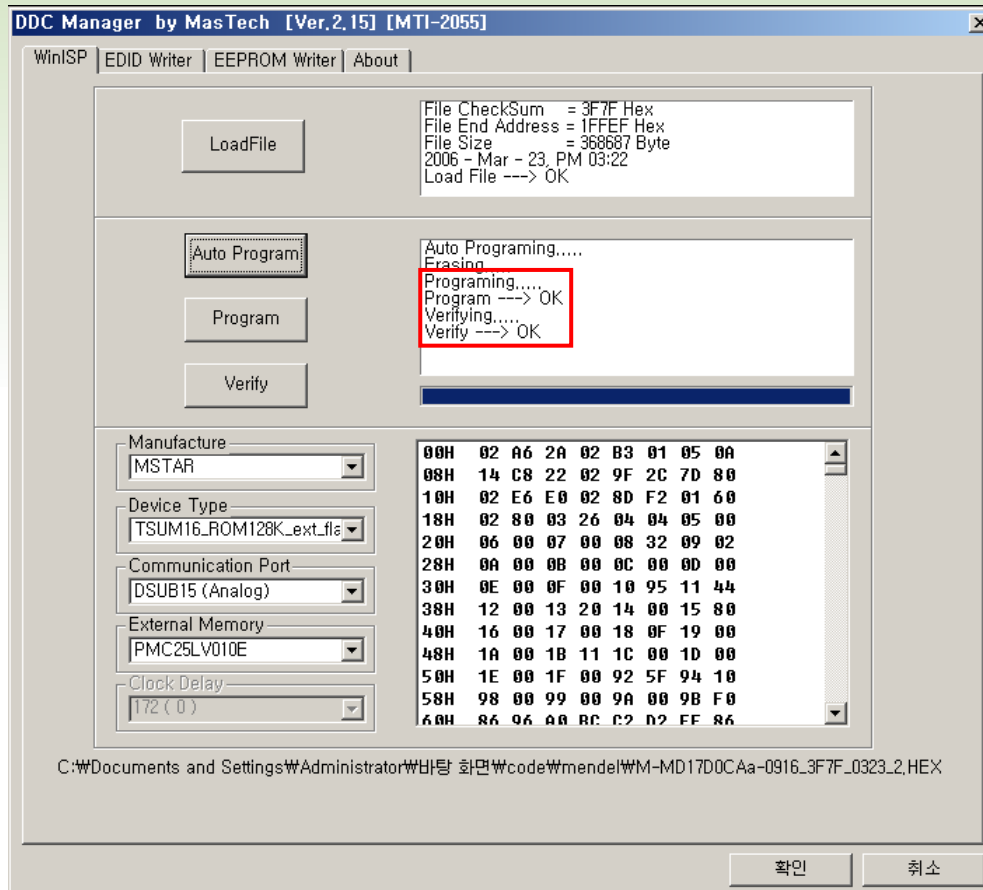 DDC Manager by MasTech [Ver.2.15] [MTI-2055]
WinISP EDID Writer EEPROM Writer About
LoadFile
File CheckSum = 3F7F Hex
File End Address = 1FFEF Hex
File Size = 368687 Byte
2006 - Mar - 23, PM 03:22
Load File ---> OK
Auto Program
Program
Verify
Auto Programing.....
Erasing.....
Programing.....
Program ---> OK
Verifying.....
Verify ---> OK
Manufacture
MSTAR
Device Type
TSUM16_ROM128K_ext_fla
Communication Port
DSUB15 (Analog)
External Memory
PMC25LV010E
Clock Delay
172 ( 0 )
00H 02 A6 2A 02 B3 01 05 0A
08H 14 C8 22 02 9F 2C 7D 80
10H 02 E6 E0 02 8D F2 01 60
18H 02 80 03 26 04 04 05 00
20H 06 00 07 00 08 32 09 02
28H 0A 00 0B 00 0C 00 0D 00
30H 0E 00 0F 00 10 95 11 44
38H 12 00 13 20 14 00 15 80
40H 16 00 17 00 18 0F 19 00
48H 1A 00 1B 11 1C 00 1D 00
50H 1E 00 1F 00 92 5F 94 10
58H 98 00 99 00 9A 00 9B F0
60H 86 96 A0 BC C2 D2 EE 86
C:₩Documents and Settings₩Administrator₩바탕 화면₩code₩mendel₩M-MD17D0CAa-0916_3F7F_0323_2.HEX
확인 취소